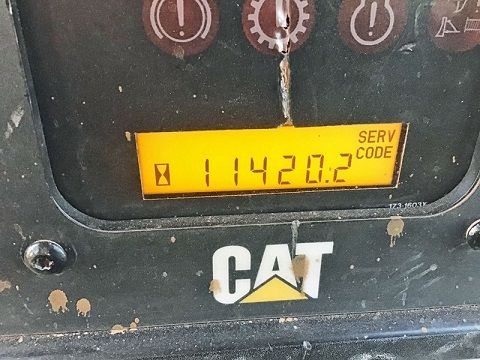 SERV
CODE
11420.2
CAT